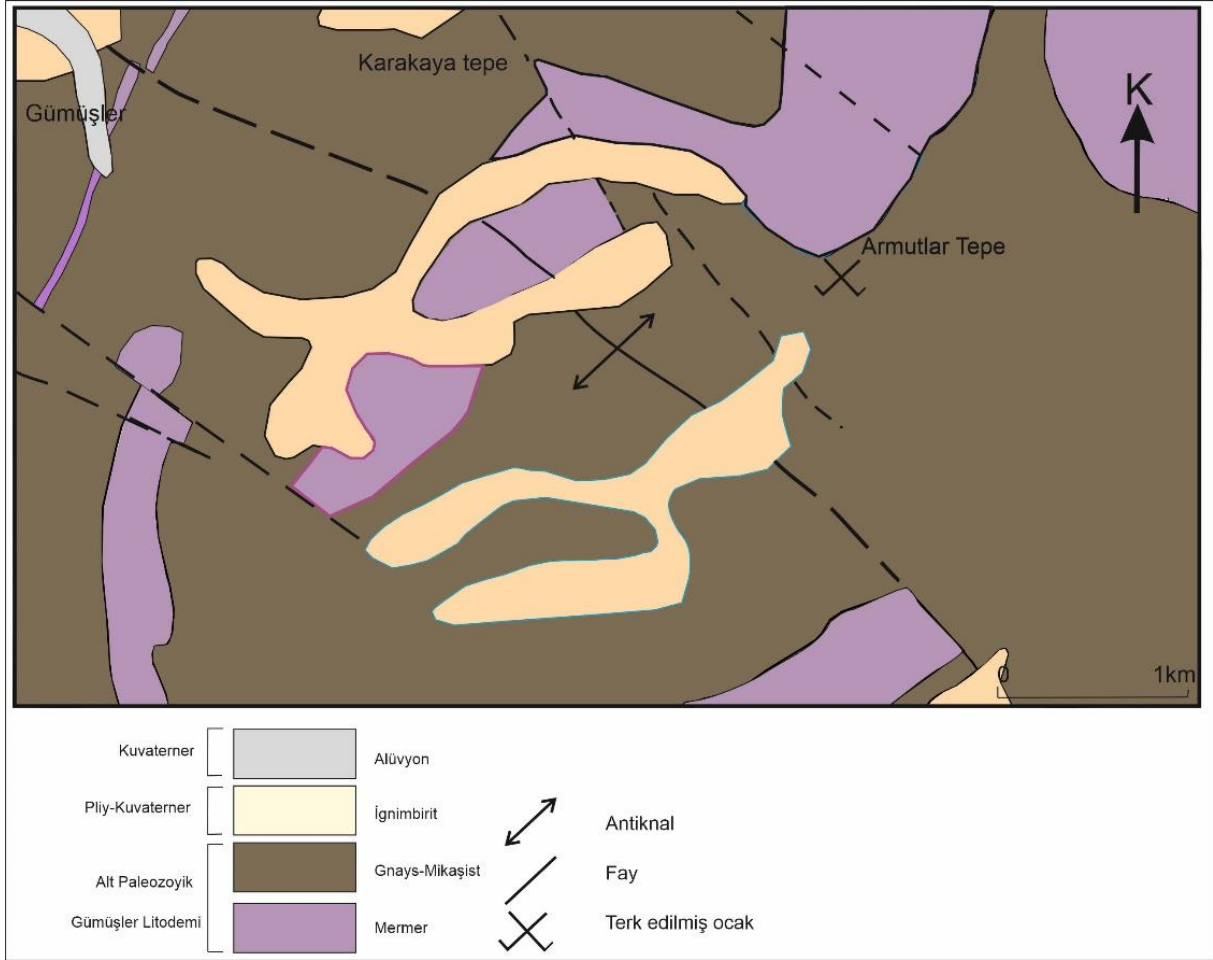 Karakaya tepe
K
Gümüşler
Armutlar Tepe
0
1km
Kuvaterner
Alüvyon
Pliy-Kuvaterner
İgnimbirit
Antiknal
Alt Paleozoyik
Gnays-Mikaşist
Fay
Gümüşler Litodemi
Mermer
Terk edilmiş ocak